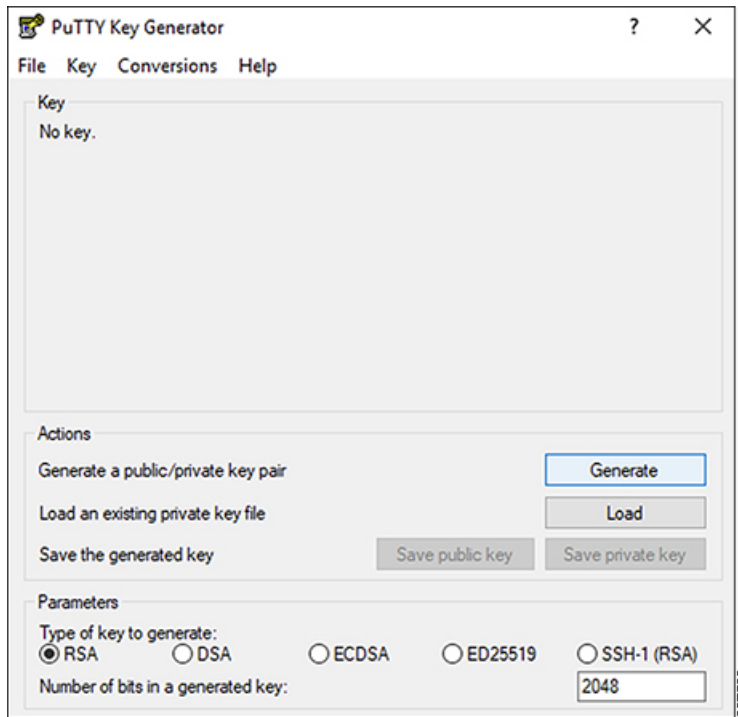 PuTTY Key Generator ?
File Key Conversions Help
Key
No key.
Actions
Generate a public/private key pair Generate
Load an existing private key file Load
Save the generated key Save public key Save private key
Parameters
Type of key to generate:
RSA DSA ECDSA ED25519 SSH-1 (RSA)
Number of bits in a generated key: 2048